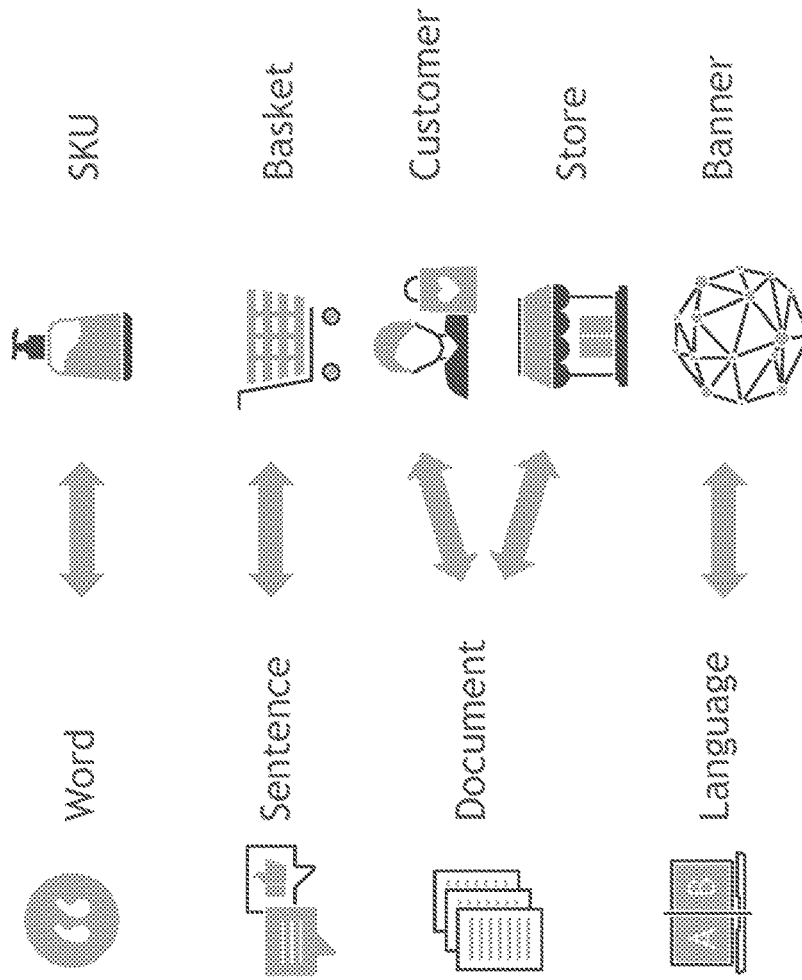 Word
SKU
Sentence
Basket
Document
Customer
Store
A B
Language
Banner